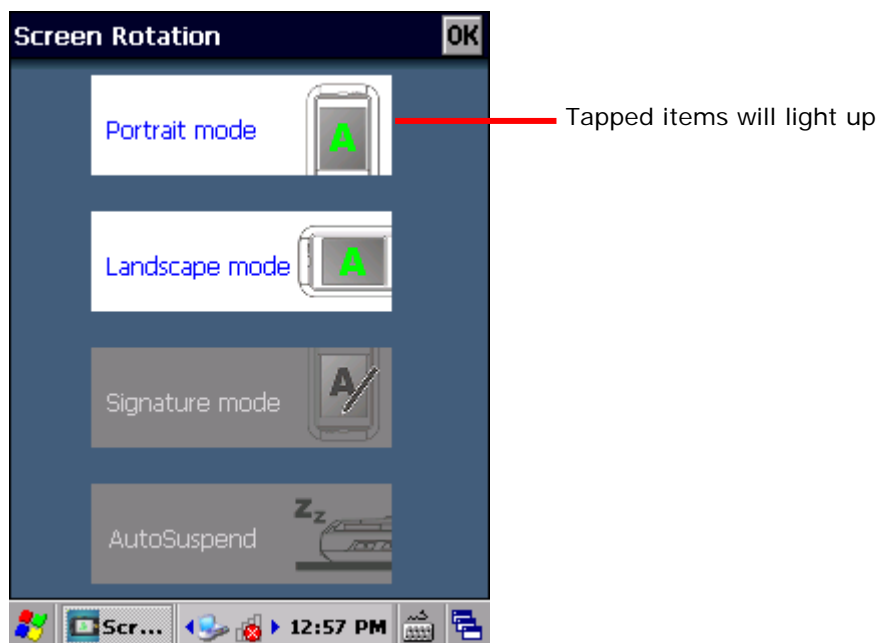 Screen Rotation OK
Portrait mode A
Tapped items will light up
Landscape mode A
Signature mode A
AutoSuspend zz
Scr... 12:57 PM